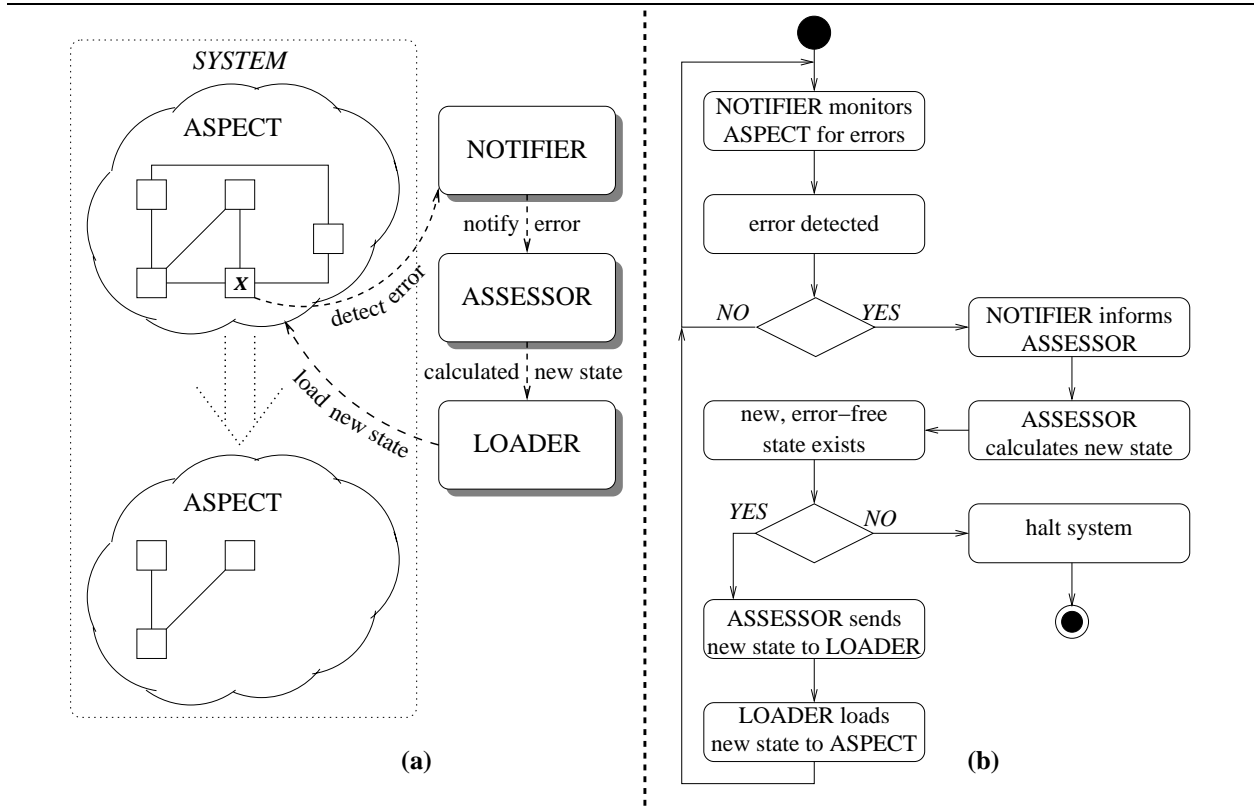 SYSTEM
ASPECT
X
NOTIFIER
notify error
detect error
ASSESSOR
calculated new state
load new state
LOADER
ASPECT
(a)
NOTIFIER monitors
ASPECT for errors
error detected
NO
YES
NOTIFIER informs
ASSESSOR
ASSESSOR
calculates new state
new, error−free
state exists
YES
NO
halt system
ASSESSOR sends
new state to LOADER
LOADER loads
new state to ASPECT
(b)